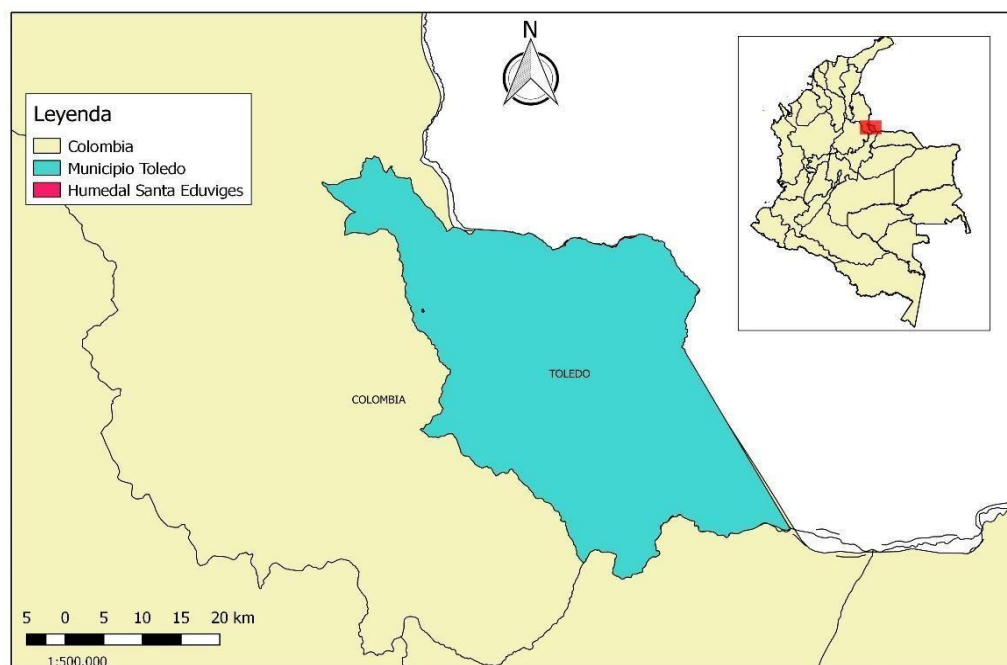 N
Leyenda
Colombia
Municipio Toledo
Humedal Santa Eduviges
TOLEDO
COLOMBIA
5 0 5 10 15 20 km
1:500.000